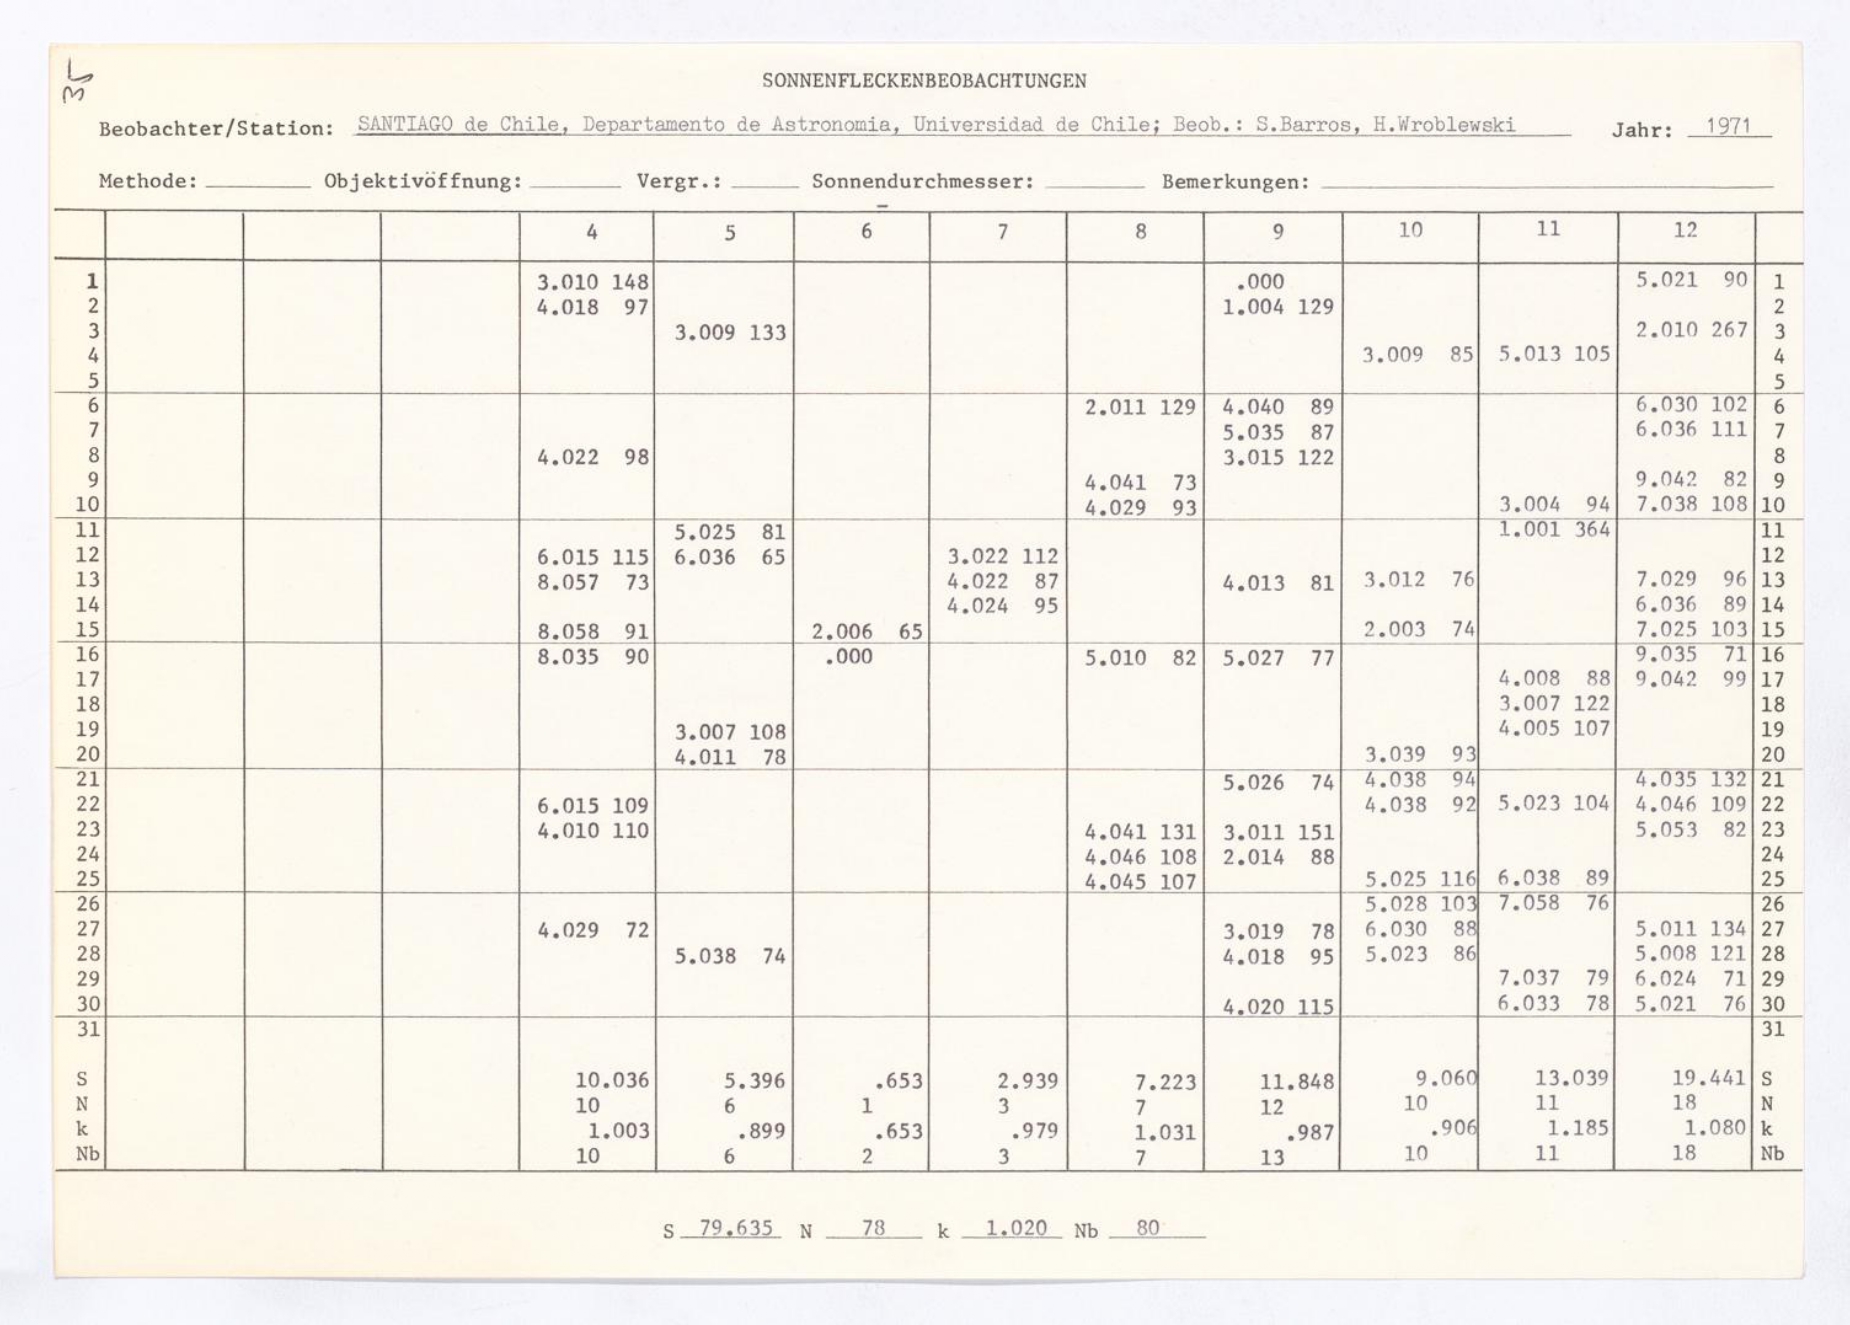 3L
SONNENFLECKENBEOBACHTUNGEN
Beobachter/Station: SANTIAGO de Chile, Departamento de Astronomia, Universidad de Chile; Beob.: S.Barros, H.Wroblewski Jahr: 1971
Methode: Objektivöffnung: Vergr.: Sonnendurchmesser: Bemerkungen:
4 5 6 7 8 9 10 11 12
1 3.010 148 .000 5.021 90 1
2 4.018 97 1.004 129 2
3 3.009 133 2.010 267 3
4 3.009 85 5.013 105 4
5 5
6 2.011 129 4.040 89 6.030 102 6
7 5.035 87 6.036 111 7
8 4.022 98 3.015 122 8
9 4.041 73 9.042 82 9
10 4.029 93 3.004 94 7.038 108 10
11 5.025 81 1.001 364 11
12 6.015 115 6.036 65 3.022 112 12
13 8.057 73 4.022 87 4.013 81 3.012 76 7.029 96 13
14 4.024 95 6.036 89 14
15 8.058 91 2.006 65 2.003 74 7.025 103 15
16 8.035 90 .000 5.010 82 5.027 77 9.035 71 16
17 4.008 88 9.042 99 17
18 3.007 122 18
19 3.007 108 4.005 107 19
20 4.011 78 3.039 93 20
21 5.026 74 4.038 94 4.035 132 21
22 6.015 109 4.038 92 5.023 104 4.046 109 22
23 4.010 110 4.041 131 3.011 151 5.053 82 23
24 4.046 108 2.014 88 24
25 4.045 107 5.025 116 6.038 89 25
26 5.028 103 7.058 76 26
27 4.029 72 3.019 78 6.030 88 5.011 134 27
28 5.038 74 4.018 95 5.023 86 5.008 121 28
29 7.037 79 6.024 71 29
30 4.020 115 6.033 78 5.021 76 30
31 31
S 10.036 5.396 .653 2.939 7.223 11.848 9.060 13.039 19.441 S
N 10 6 1 3 7 12 10 11 18 N
k 1.003 .899 .653 .979 1.031 .987 .906 1.185 1.080 k
Nb 10 6 2 3 7 13 10 11 18 Nb
S 79.635 N 78 k 1.020 Nb 80